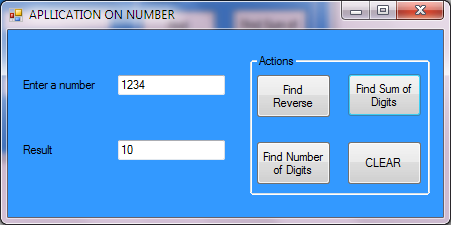 APLLICATION ON NUMBER
Actions
Enter a number
1234
Find
Reverse
Find Sum of
Digits
Result
10
Find Number
of Digits
CLEAR